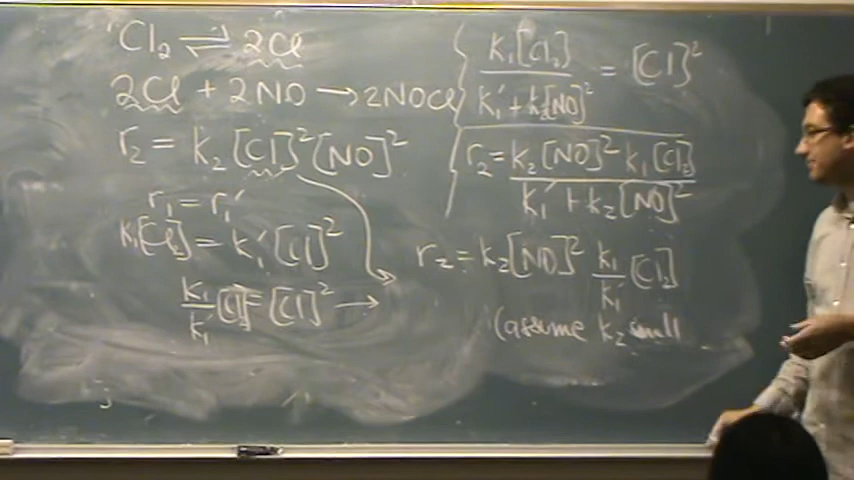 Cl₂ ⇌ 2Cl
2Cl + 2NO → 2NOCl
r₂ = k₂[Cl]²[NO]²
r₁ = r₁'
k₁[Cl₂] = k₁'[Cl]²
k₁/k₁' [Cl₂] = [Cl]² →
k₁[Cl₂] / k₁' + k₂[NO]² = [Cl]²
r₂ = k₂[NO]² k₁[Cl₂] / k₁' + k₂[NO]²
r₂ = k₂[NO]² k₁/k₁' [Cl₂]
(assume k₂ small